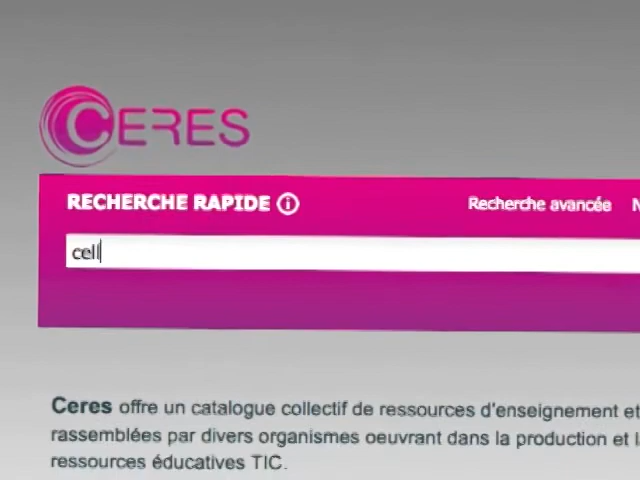 CERES
RECHERCHE RAPIDE
Recherche avancée
cell
Ceres offre un catalogue collectif de ressources d'enseignement et
rassemblées par divers organismes oeuvrant dans la production et
ressources éducatives TIC.